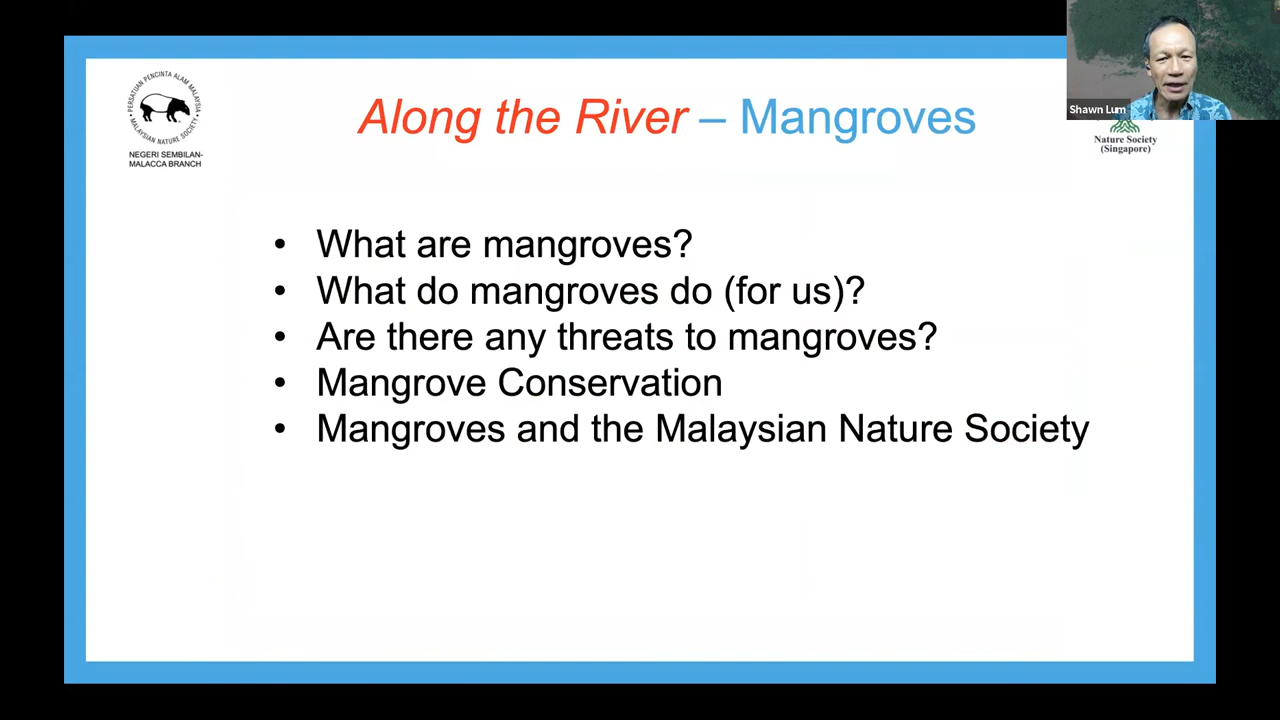 PERSATUAN PENCINTA ALAM MALAYSIA
MALAYSIAN NATURE SOCIETY
NEGERI SEMBILAN-
MALACCA BRANCH
Along the River – Mangroves
Shawn Lum
Nature Society
(Singapore)
• What are mangroves?
• What do mangroves do (for us)?
• Are there any threats to mangroves?
• Mangrove Conservation
• Mangroves and the Malaysian Nature Society